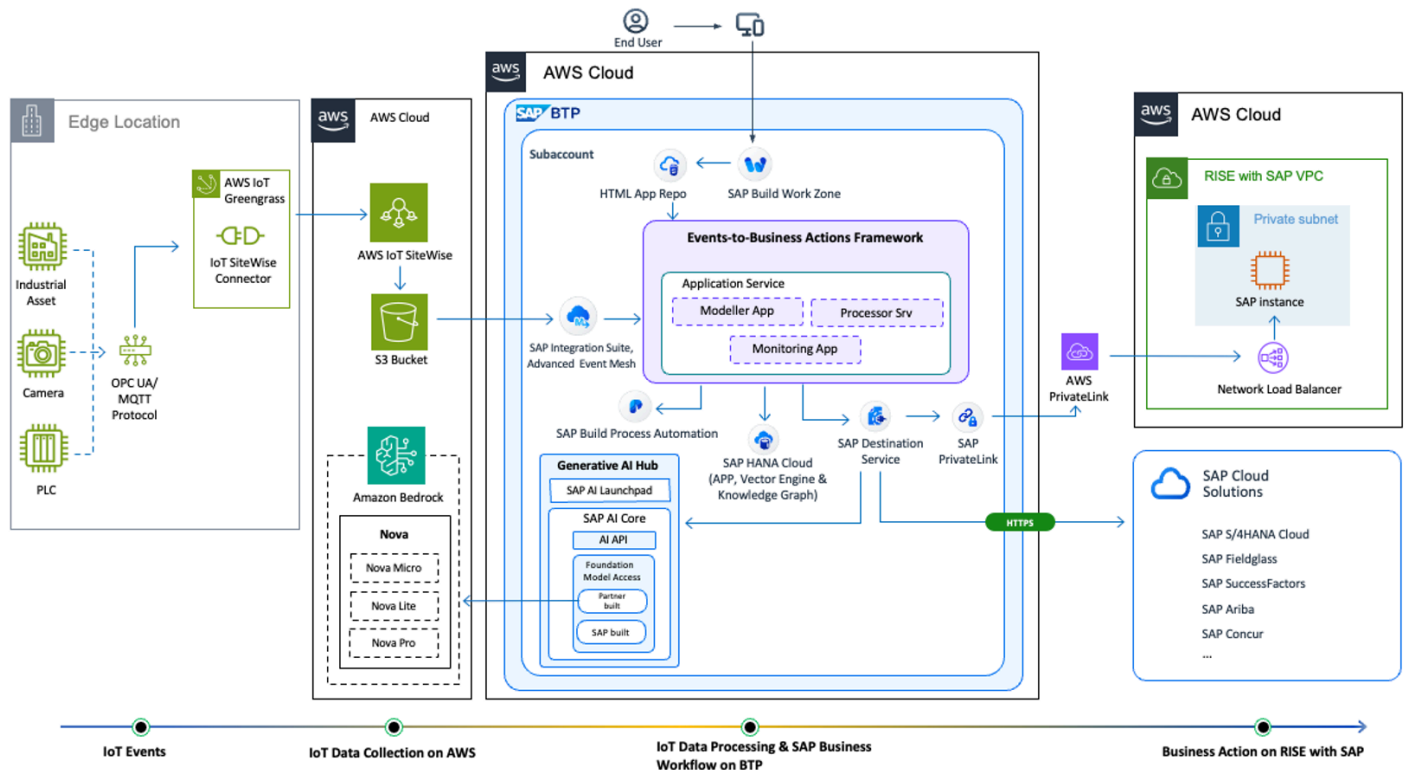 End User
aws
AWS Cloud
Edge Location
aws
AWS Cloud
SAP BTP
aws
AWS Cloud
Subaccount
AWS IoT
Greengrass
HTML App Repo
SAP Build Work Zone
RISE with SAP VPC
Private subnet
IoT SiteWise
Connector
AWS IoT SiteWise
Events-to-Business Actions Framework
Industrial
Asset
Application Service
Modeller App
Processor Srv
Monitoring App
SAP instance
M
SAP Integration Suite,
Advanced Event Mesh
S3 Bucket
Camera
OPC UA/
MQTT
Protocol
AWS
PrivateLink
Network Load Balancer
SAP Build Process Automation
SAP HANA Cloud
(APP, Vector Engine &
Knowledge Graph)
SAP Destination
Service
SAP
PrivateLink
PLC
Amazon Bedrock
Nova
Nova Micro
Nova Lite
Nova Pro
Generative AI Hub
SAP AI Launchpad
SAP AI Core
AI API
Foundation
Model Access
Partner
built
SAP built
HTTPS
SAP Cloud
Solutions
SAP S/4HANA Cloud
SAP Fieldglass
SAP SuccessFactors
SAP Ariba
SAP Concur
...
IoT Events
IoT Data Collection on AWS
IoT Data Processing & SAP Business
Workflow on BTP
Business Action on RISE with SAP